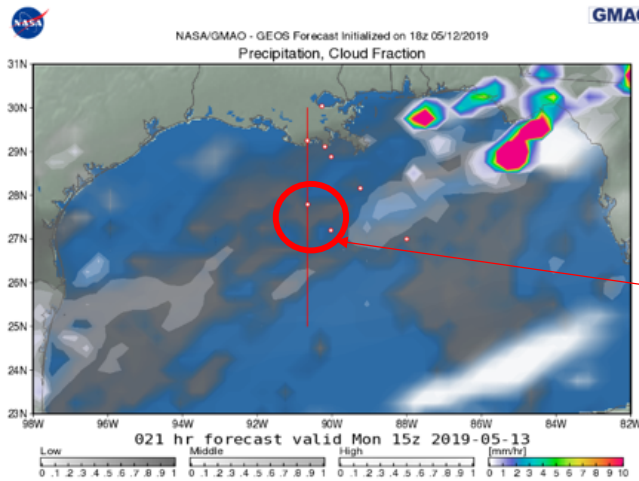 NASA
GMAO
NASA/GMAO - GEOS Forecast Initialized on 18z 05/12/2019
Precipitation, Cloud Fraction
31N
30N
29N
28N
27N
26N
25N
24N
23N
98W 96W 94W 92W 90W 88W 86W 84W 82W
021 hr forecast valid Mon 15z 2019-05-13
Low Middle High [mm/hr]
0 .1 .2 .3 .4 .5 .6 .7 .8 .9 1 0 .1 .2 .3 .4 .5 .6 .7 .8 .9 1 0 .1 .2 .3 .4 .5 .6 .7 .8 .9 1 0 1 2 3 4 5 6 7 8 9 10